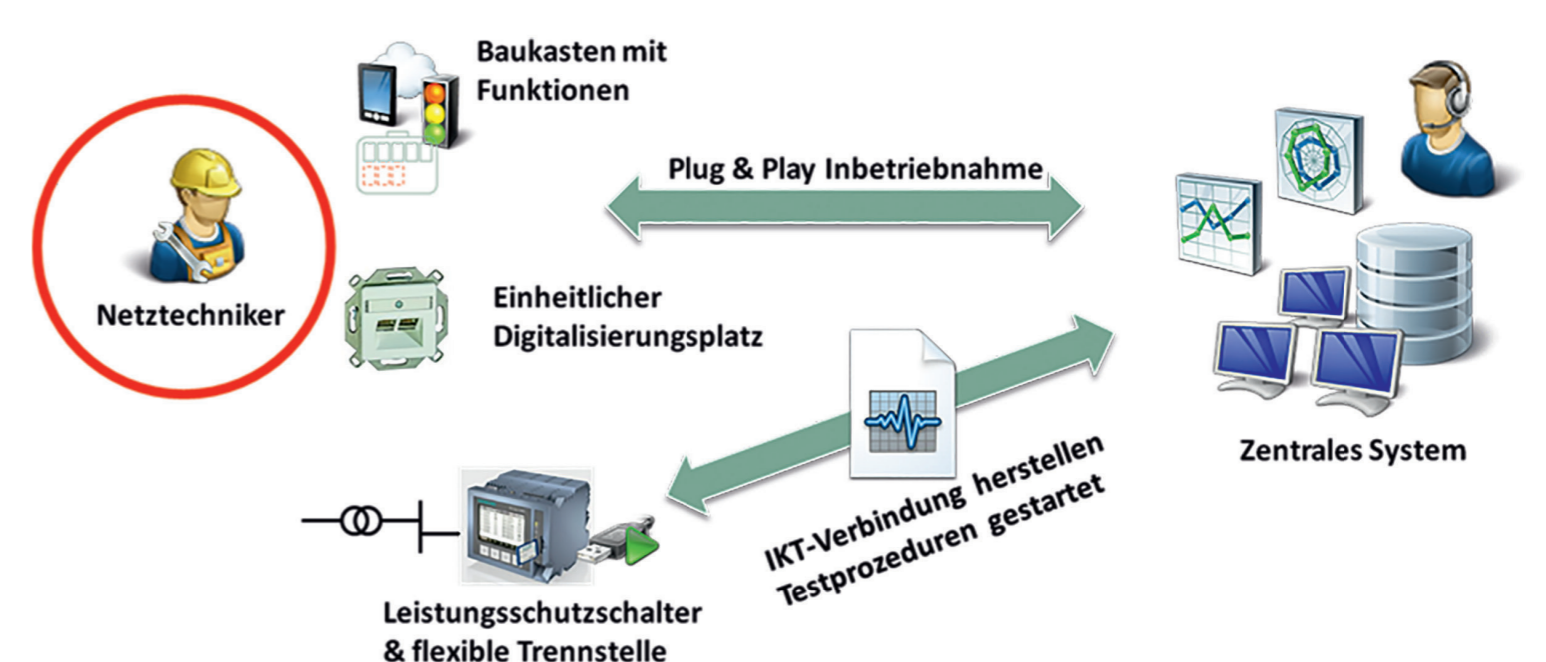 Baukasten mit
Funktionen
Plug & Play Inbetriebnahme
Netztechniker
Einheitlicher
Digitalisierungsplatz
Zentrales System
IKT-Verbindung herstellen
Testprozeduren gestartet
Leistungsschutzschalter
& flexible Trennstelle